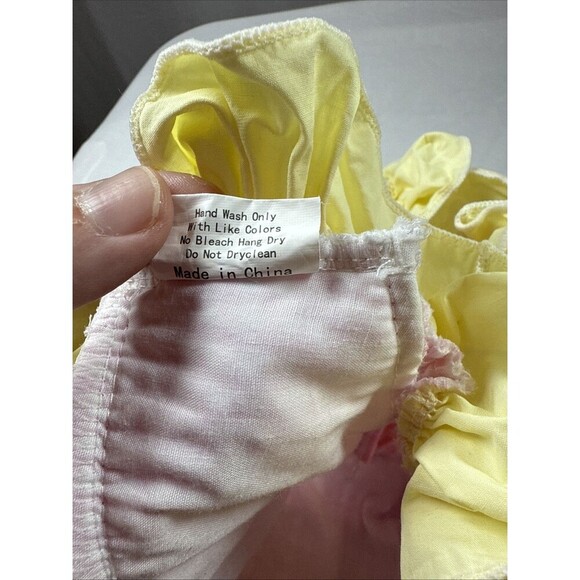 Hand Wash Only
With Like Colors
No Bleach Hang Dry
Do Not Dryclean
Made in China